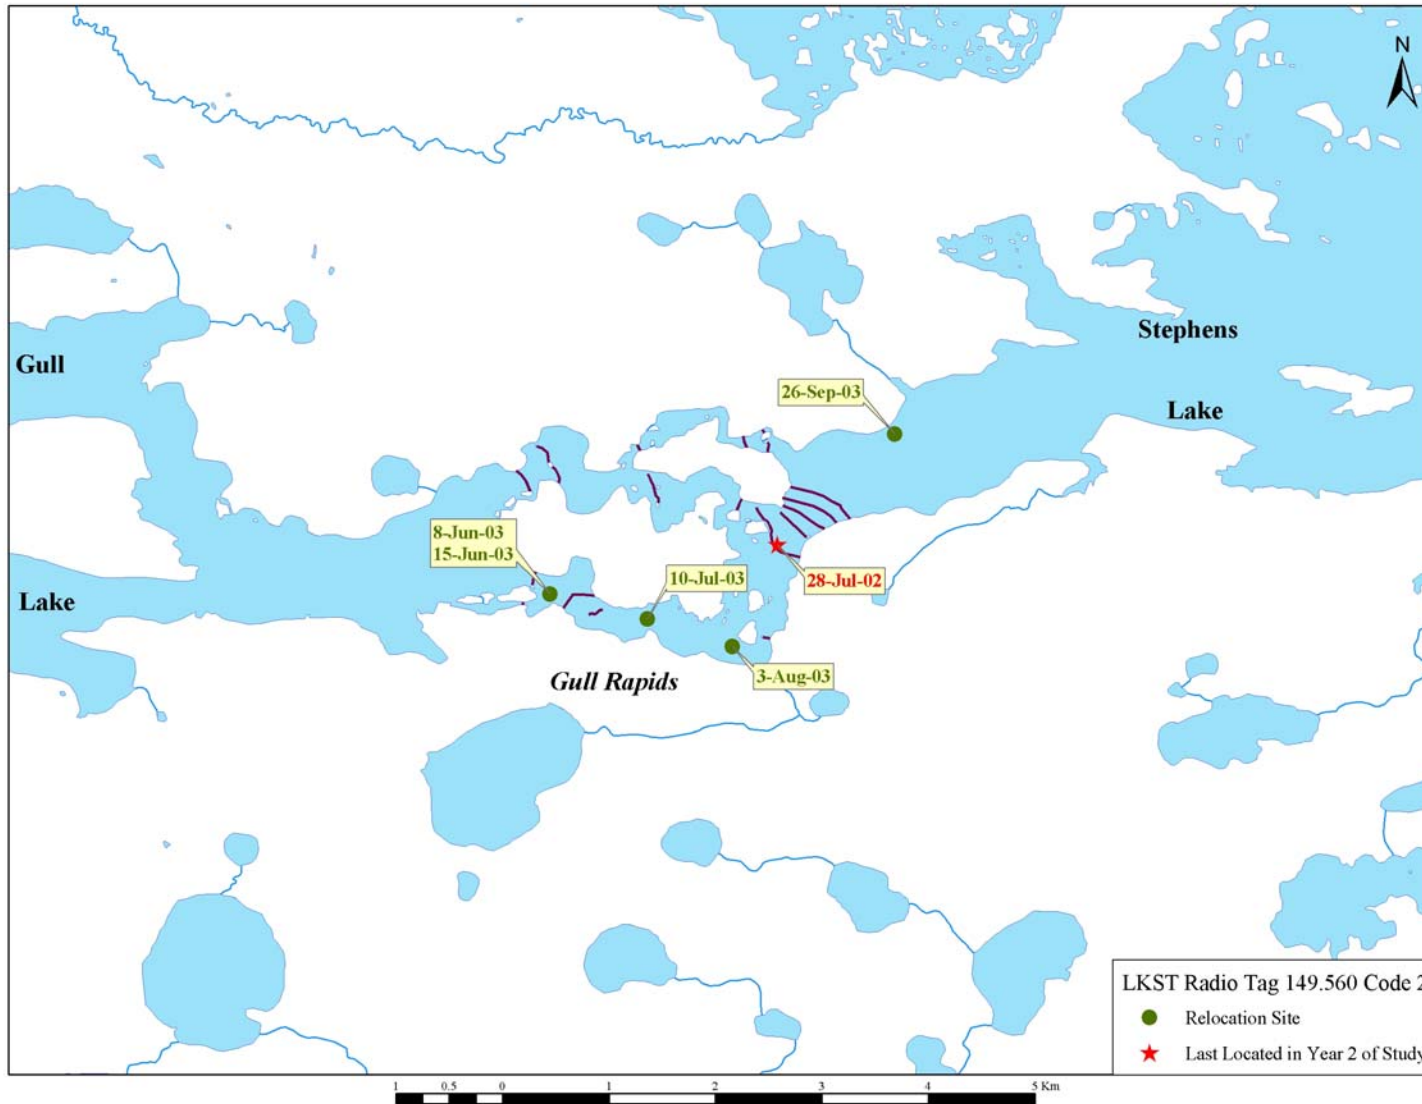 N
Stephens
Gull
26-Sep-03
Lake
8-Jun-03
15-Jun-03
10-Jul-03
28-Jul-02
Lake
3-Aug-03
Gull Rapids
LKST Radio Tag 149.560 Code 2
Relocation Site
Last Located in Year 2 of Study
1 0.5 0 1 2 3 4 5 Km